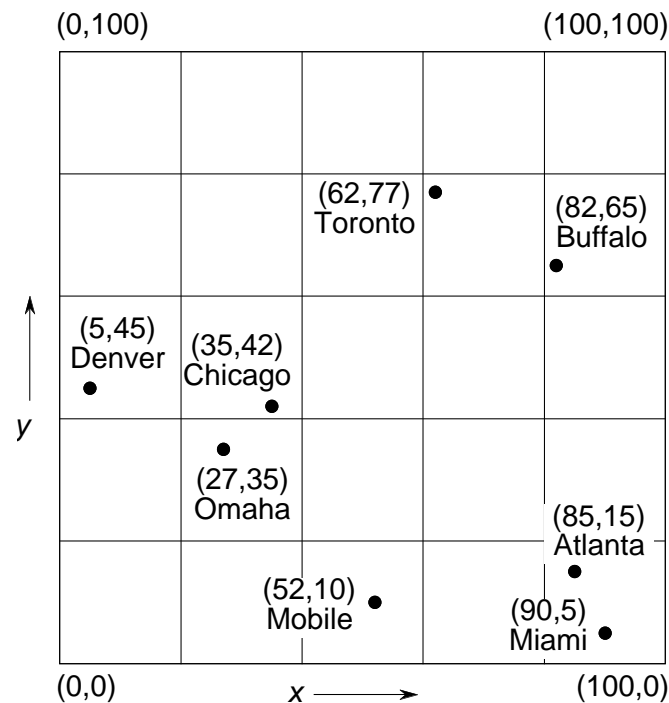 (0,100)
(100,100)
(62,77)
Toronto
(82,65)
Buffalo
(5,45)
Denver
(35,42)
Chicago
y
(27,35)
Omaha
(85,15)
Atlanta
(52,10)
Mobile
(90,5)
Miami
(0,0)
x
(100,0)